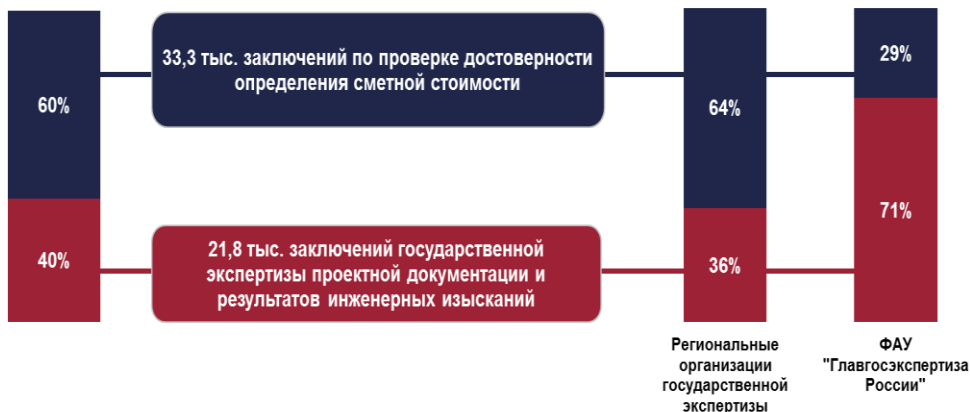 33,3 тыс. заключений по проверке достоверности
определения сметной стоимости
29%
60%
64%
71%
21,8 тыс. заключений государственной
экспертизы проектной документации и
результатов инженерных изысканий
40%
36%
Региональные
организации
государственной
экспертизы
ФАУ
"Главгосэкспертиза
России"